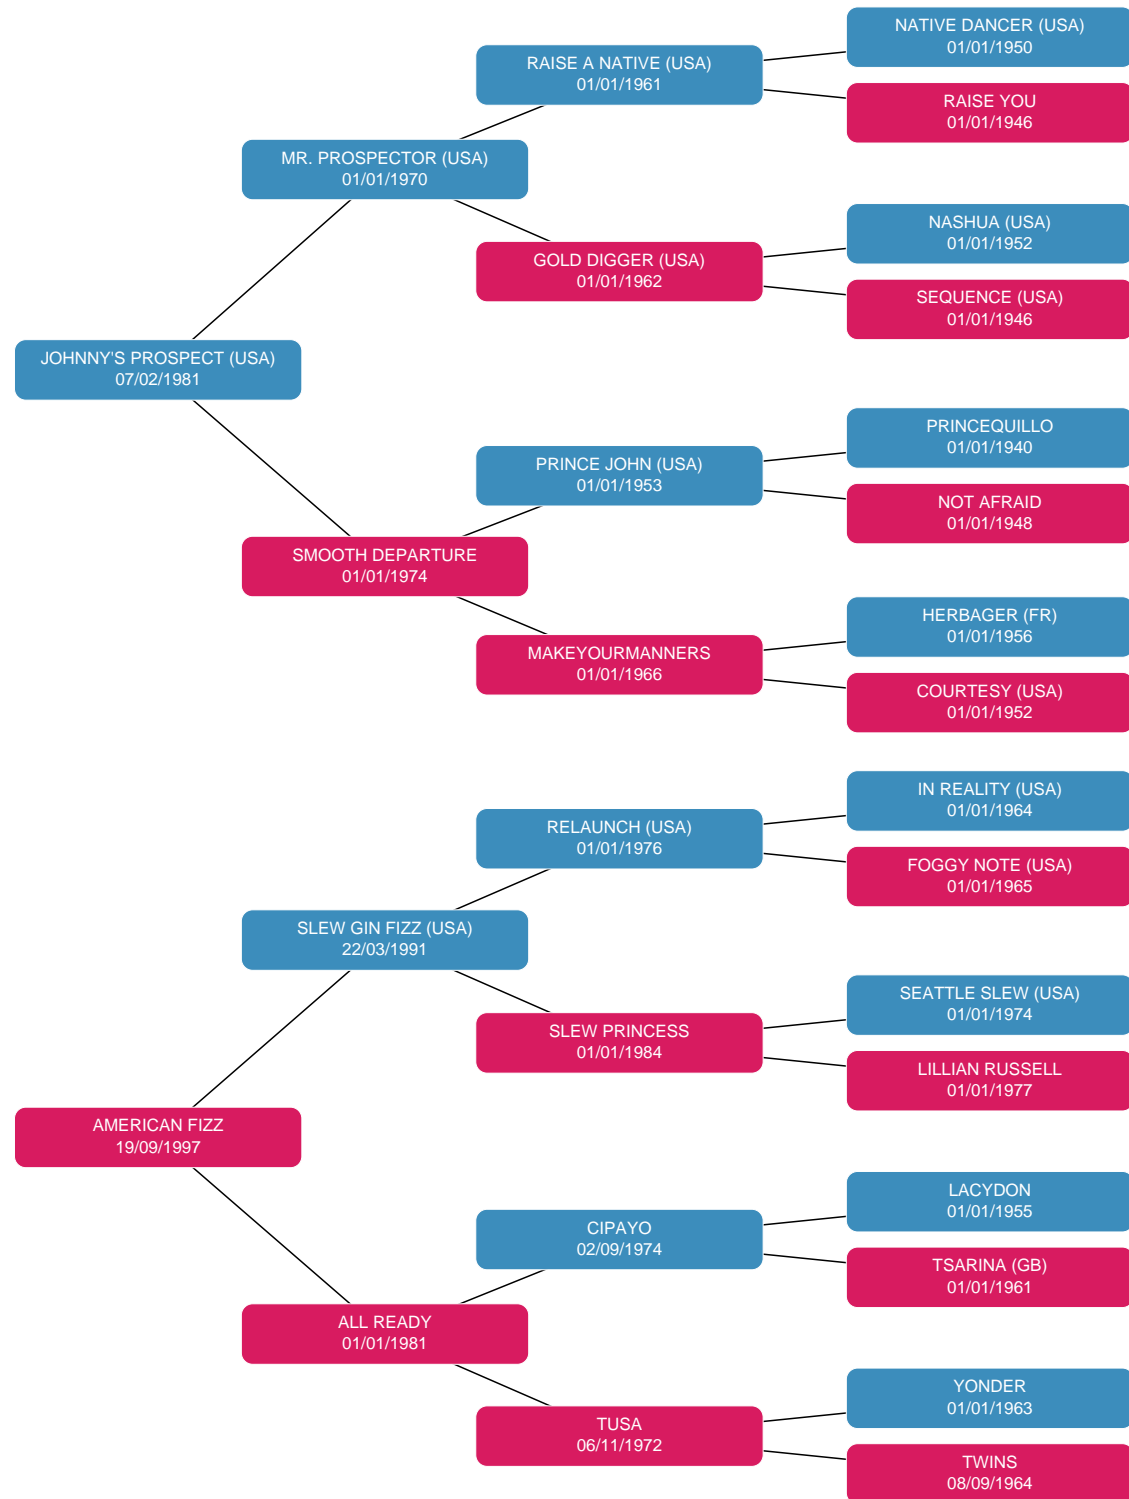 NATIVE DANCER (USA)
01/01/1950
RAISE A NATIVE (USA)
01/01/1961
RAISE YOU
01/01/1946
MR. PROSPECTOR (USA)
01/01/1970
NASHUA (USA)
01/01/1952
GOLD DIGGER (USA)
01/01/1962
SEQUENCE (USA)
01/01/1946
JOHNNY'S PROSPECT (USA)
07/02/1981
PRINCEQUILLO
01/01/1940
PRINCE JOHN (USA)
01/01/1953
NOT AFRAID
01/01/1948
SMOOTH DEPARTURE
01/01/1974
HERBAGER (FR)
01/01/1956
MAKEYOURMANNERS
01/01/1966
COURTESY (USA)
01/01/1952
IN REALITY (USA)
01/01/1964
RELAUNCH (USA)
01/01/1976
FOGGY NOTE (USA)
01/01/1965
SLEW GIN FIZZ (USA)
22/03/1991
SEATTLE SLEW (USA)
01/01/1974
SLEW PRINCESS
01/01/1984
LILLIAN RUSSELL
01/01/1977
AMERICAN FIZZ
19/09/1997
LACYDON
01/01/1955
CIPAYO
02/09/1974
TSARINA (GB)
01/01/1961
ALL READY
01/01/1981
YONDER
01/01/1963
TUSA
06/11/1972
TWINS
08/09/1964